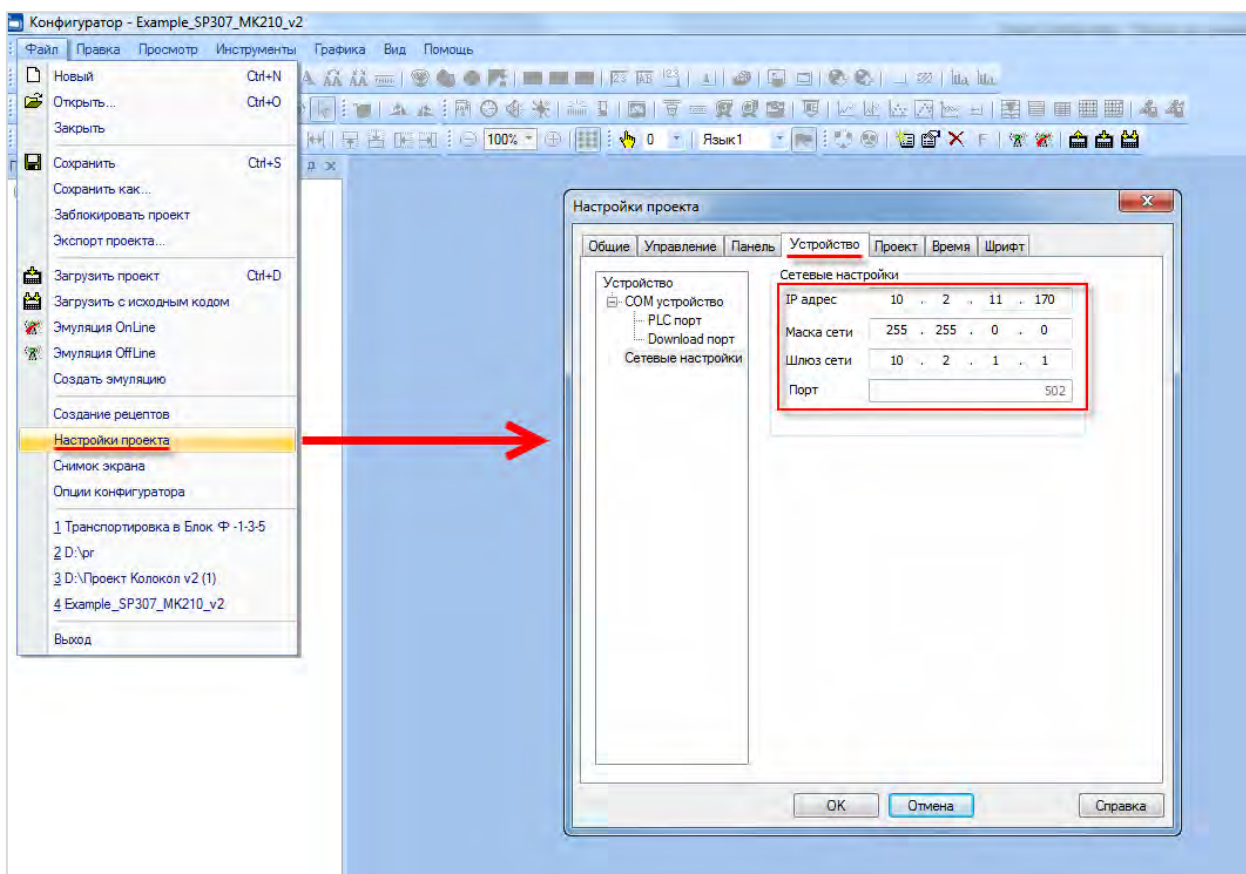 Конфигуратор - Example_SP307_MK210_v2
Файл Правка Просмотр Инструменты Графика Вид Помощь
Новый Ctrl+N
Открыть... Ctrl+O
Закрыть
100% 0 Язык1 F
Сохранить Ctrl+S
Сохранить как...
Заблокировать проект
Экспорт проекта...
Загрузить проект Ctrl+D
Загрузить с исходным кодом
Эмуляция OnLine
Эмуляция OffLine
Создать эмуляцию
Создание рецептов
Настройки проекта
Снимок экрана
Опции конфигуратора
1 Транспортировка в Блок Ф -1-3-5
2 D:\pr
3 D:\Проект Колокол v2 (1)
4 Example_SP307_MK210_v2
Выход
Настройки проекта
Общие Управление Панель Устройство Проект Время Шрифт
Устройство
COM устройство
PLC порт
Download порт
Сетевые настройки
Сетевые настройки
IP адрес 10 . 2 . 11 . 170
Маска сети 255 . 255 . 0 . 0
Шлюз сети 10 . 2 . 1 . 1
Порт 502
OK Отмена Справка